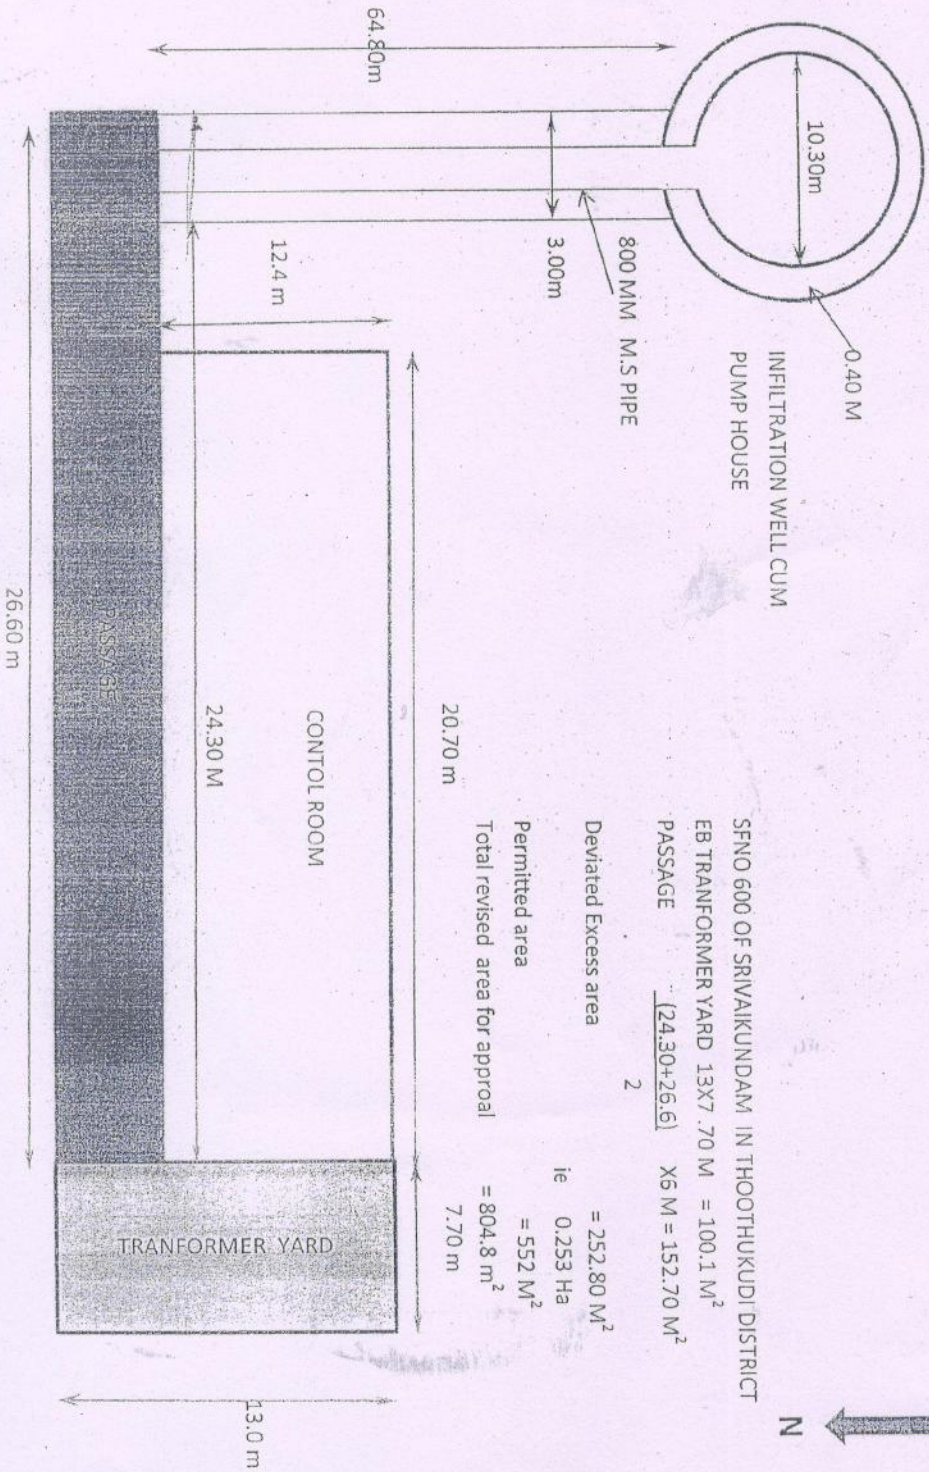 SFNO 600 OF SRIVAIKUNDAM IN THOOTHUKUDI DISTRICT
EB TRANFORMER YARD 13X7 .70 M = 100.1 M²
PASSAGE (24.30+26.6) X6 M = 152.70 M²
2
Deviated Excess area = 252.80 M²
ie 0.253 Ha
Permitted area = 552 M²
Total revised area for approal = 804.8 m²
N
10.30m
0.40 M
INFILTRATION WELL CUM
PUMP HOUSE
800 MM M.S PIPE
3.00m
64.80m
12.4 m
20.70 m
7.70 m
CONTOL ROOM
24.30 M
TRANFORMER YARD
13.0 m
PASSAGE
26.60 m